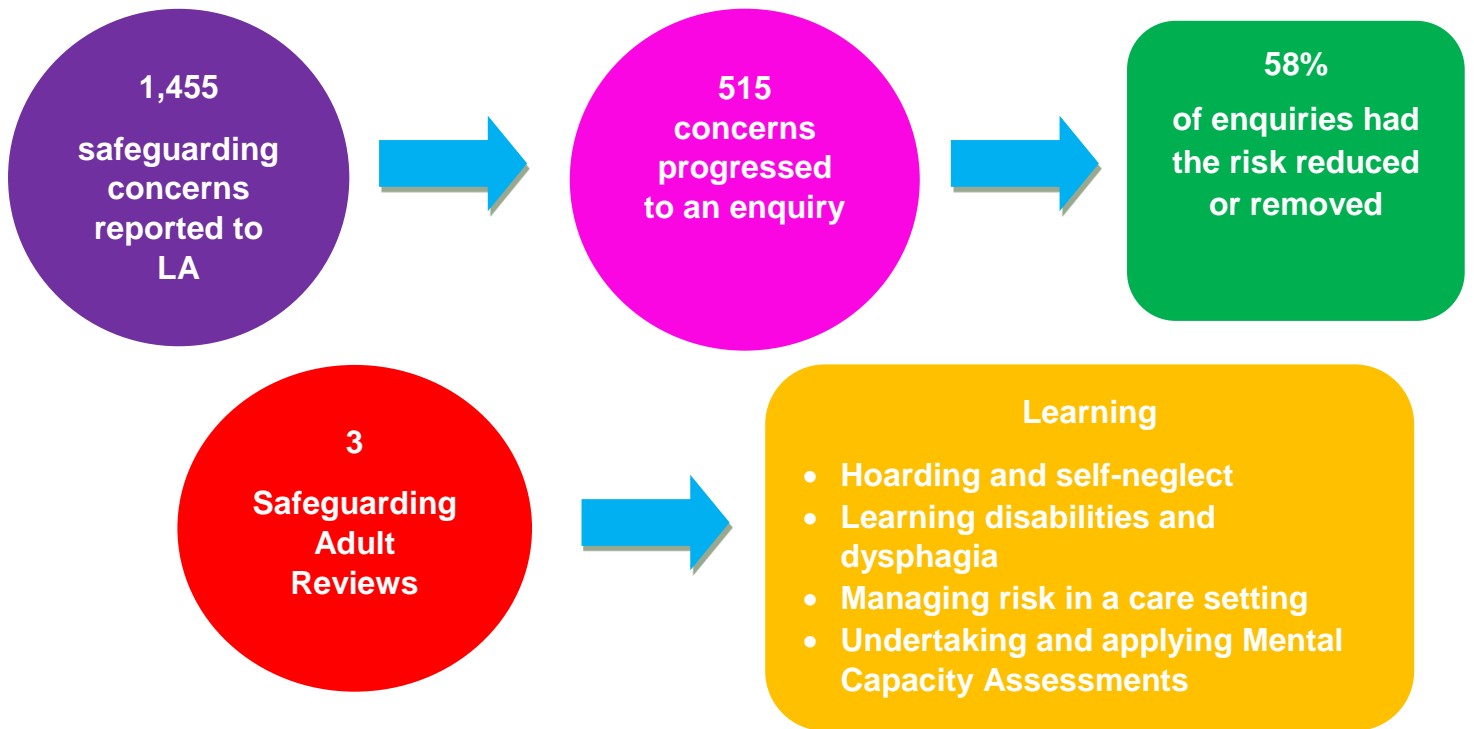 1,455
safeguarding
concerns
reported to
LA
515
concerns
progressed
to an enquiry
58%
of enquiries had
the risk reduced
or removed
3
Safeguarding
Adult
Reviews
Learning
• Hoarding and self-neglect
• Learning disabilities and
dysphagia
• Managing risk in a care setting
• Undertaking and applying Mental
Capacity Assessments